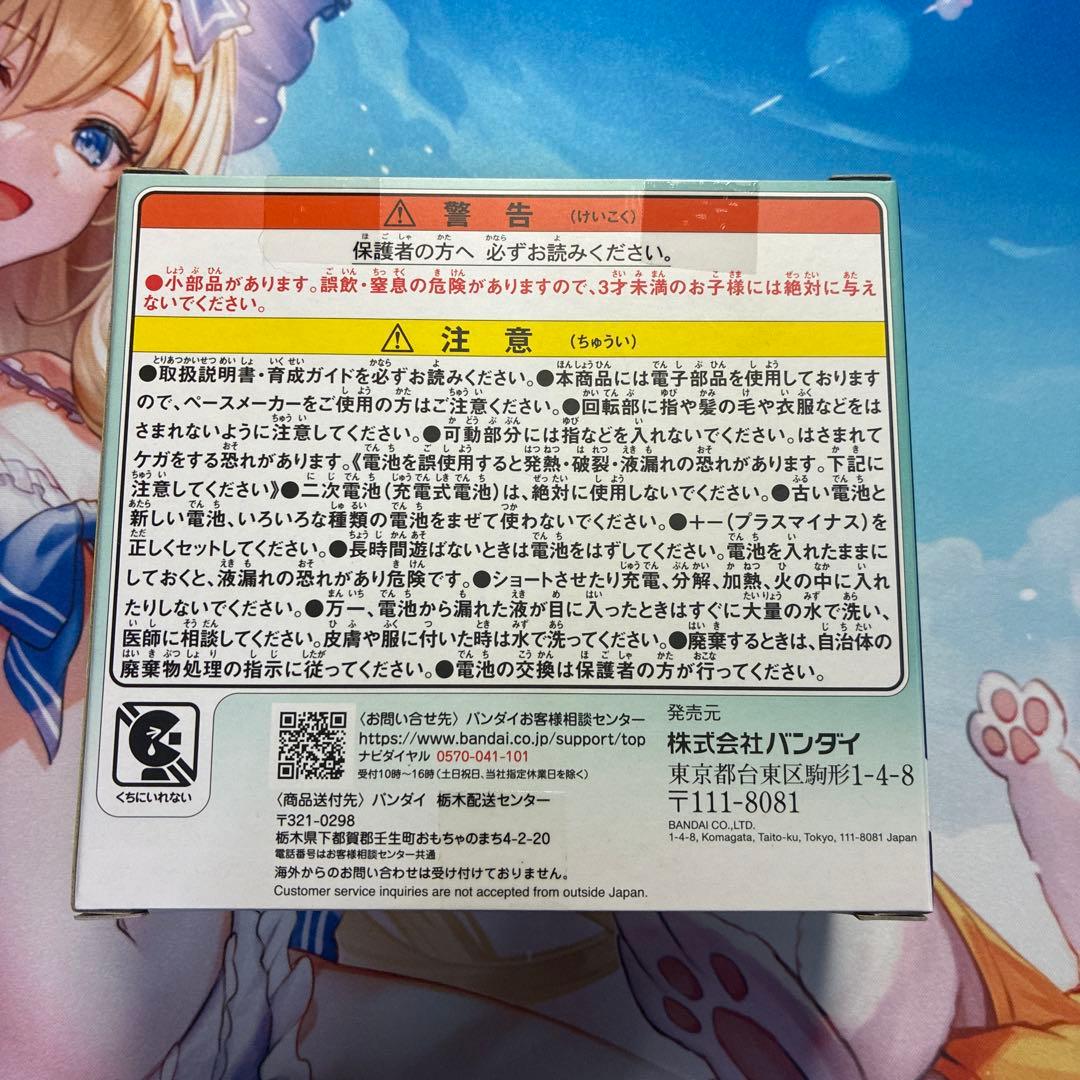 ⚠ 警告 (けいこく)
保護者の方へ 必ずお読みください。
●小部品があります。誤飲・窒息の危険がありますので、3才未満のお子様には絶対に与え
ないでください。
⚠ 注意 (ちゅうい)
●取扱説明書・育成ガイドを必ずお読みください。●本商品には電子部品を使用しております
ので、ペースメーカーをご使用の方はご注意ください。●回転部に指や髪の毛や衣服などをは
さまれないように注意してください。●可動部分には指などを入れないでください。はさまれて
ケガをする恐れがあります。《電池を誤使用すると発熱・破裂・液漏れの恐れがあります。下記に
注意してください》●二次電池(充電式電池)は、絶対に使用しないでください。●古い電池と
新しい電池、いろいろな種類の電池をまぜて使わないでください。●+-(プラスマイナス)を
正しくセットしてください。●長時間遊ばないときは電池をはずしてください。電池を入れたままに
しておくと、液漏れの恐れがあり危険です。●ショートさせたり充電、分解、加熱、火の中に入れ
たりしないでください。●万一、電池から漏れた液が目に入ったときはすぐに大量の水で洗い、
医師に相談してください。皮膚や服に付いた時は水で洗ってください。●廃棄するときは、自治体の
廃棄物処理の指示に従ってください。●電池の交換は保護者の方が行ってください。
くちにいれない
〈お問い合せ先〉バンダイお客様相談センター
https://www.bandai.co.jp/support/top
ナビダイヤル 0570-041-101
受付10時~16時(土日祝日、当社指定休業日を除く)
〈商品送付先〉バンダイ 栃木配送センター
〒321-0298
栃木県下都賀郡壬生町おもちゃのまち4-2-20
電話番号はお客様相談センター共通
海外からのお問い合わせは受け付けておりません。
Customer service inquiries are not accepted from outside Japan.
発売元
株式会社バンダイ
東京都台東区駒形1-4-8
〒111-8081
BANDAI CO.,LTD.
1-4-8, Komagata, Taito-ku, Tokyo, 111-8081 Japan